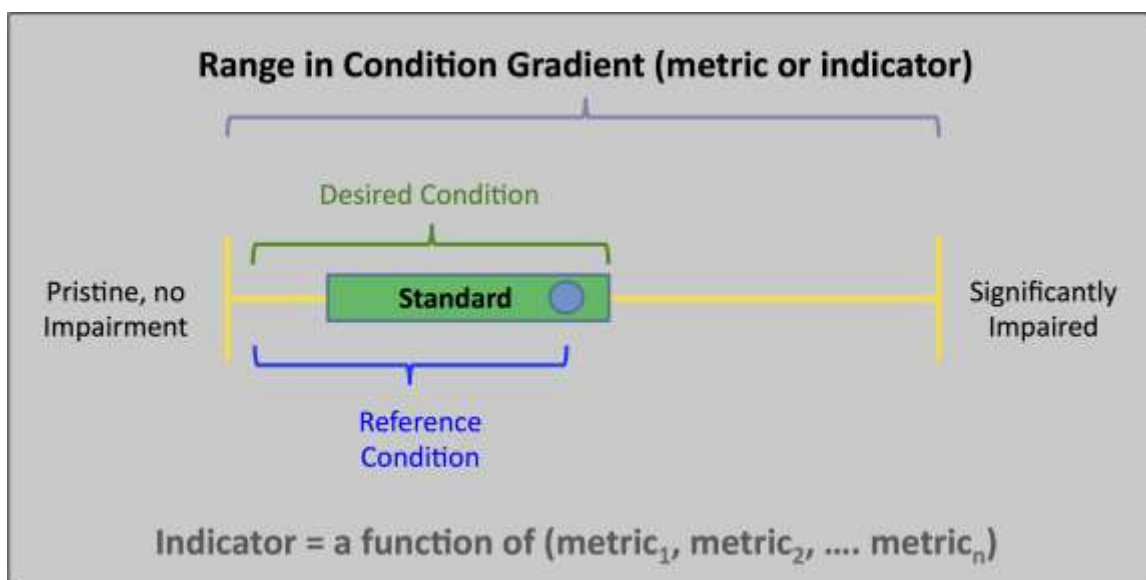 Range in Condition Gradient (metric or indicator)
Desired Condition
Pristine, no
Impairment
Standard
Significantly
Impaired
Reference
Condition
Indicator = a function of (metric₁, metric₂, .... metricₙ)